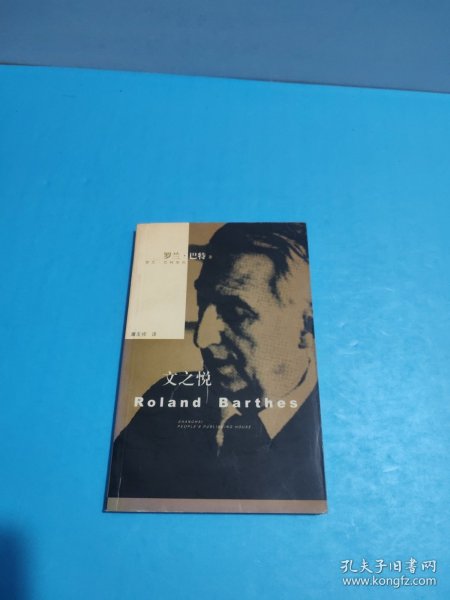 罗兰·巴特 著
屠友祥 译
文之悦
Roland Barthes
SHANGHAI
PEOPLE'S PUBLISHING HOUSE
孔夫子旧书网
www.kongfz.com